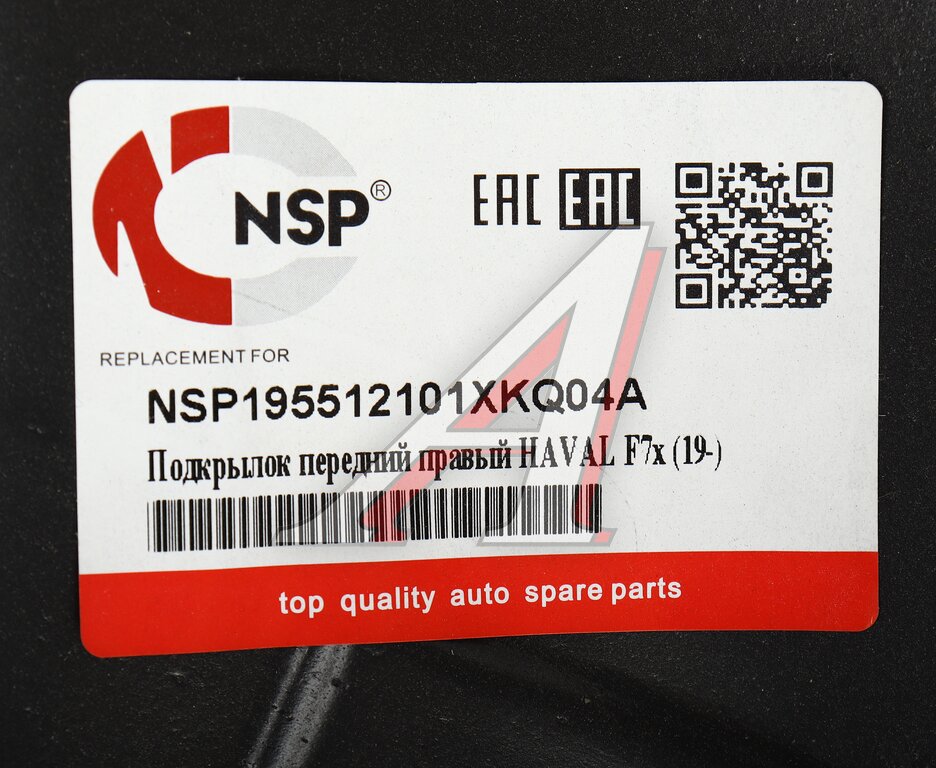 NSP®
EAC EAC
REPLACEMENT FOR
NSP195512101XKQ04A
Подкрылок передний правый HAVAL F7x (19-)
top quality auto spare parts